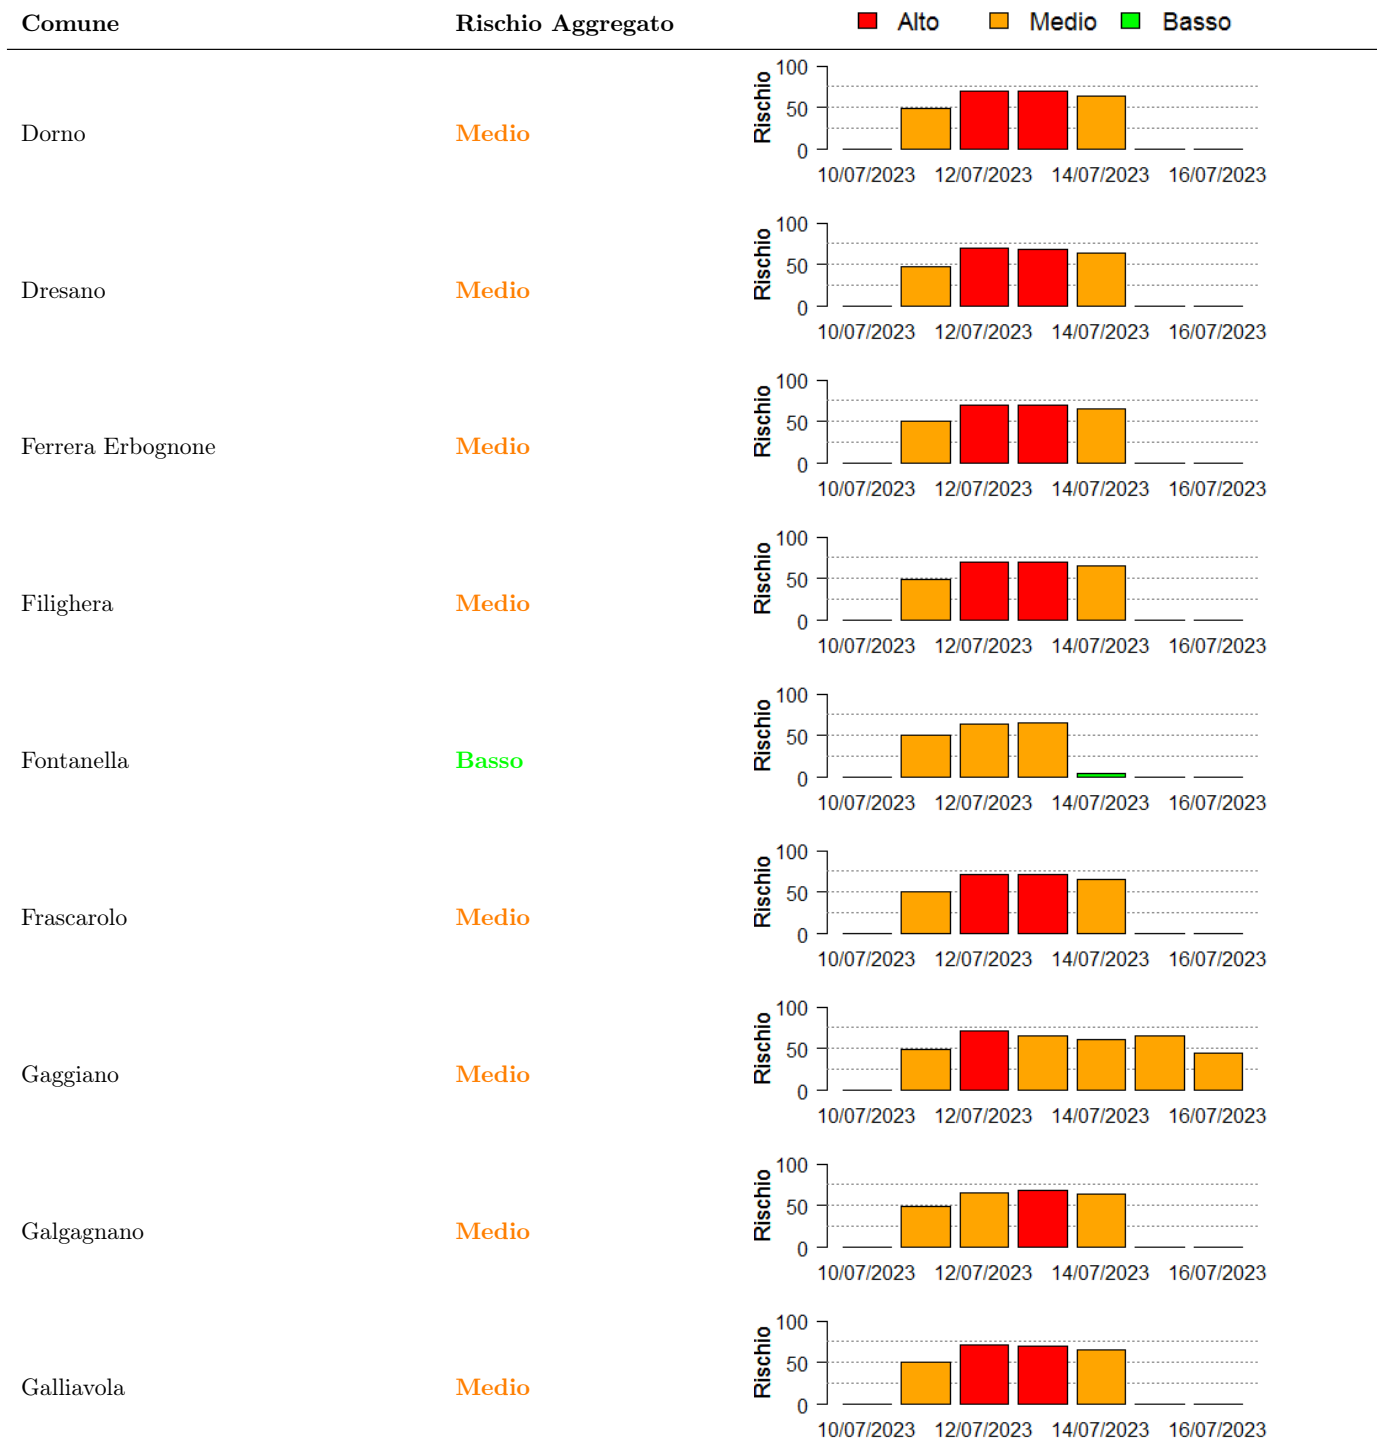 Comune Rischio Aggregato Alto Medio Basso
Dorno Medio
Rischio
100
50
0
10/07/2023 12/07/2023 14/07/2023 16/07/2023
Dresano Medio
Rischio
100
50
0
10/07/2023 12/07/2023 14/07/2023 16/07/2023
Ferrera Erbognone Medio
Rischio
100
50
0
10/07/2023 12/07/2023 14/07/2023 16/07/2023
Filighera Medio
Rischio
100
50
0
10/07/2023 12/07/2023 14/07/2023 16/07/2023
Fontanella Basso
Rischio
100
50
0
10/07/2023 12/07/2023 14/07/2023 16/07/2023
Frascarolo Medio
Rischio
100
50
0
10/07/2023 12/07/2023 14/07/2023 16/07/2023
Gaggiano Medio
Rischio
100
50
0
10/07/2023 12/07/2023 14/07/2023 16/07/2023
Galgagnano Medio
Rischio
100
50
0
10/07/2023 12/07/2023 14/07/2023 16/07/2023
Galliavola Medio
Rischio
100
50
0
10/07/2023 12/07/2023 14/07/2023 16/07/2023